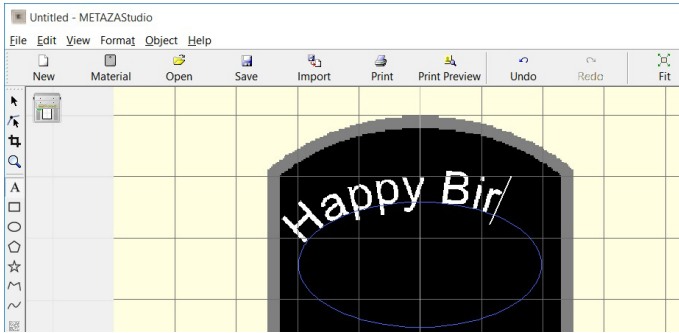 Untitled - METAZAStudio
File Edit View Format Object Help
New Material Open Save Import Print Print Preview Undo Redo Fit
A
Happy Bir